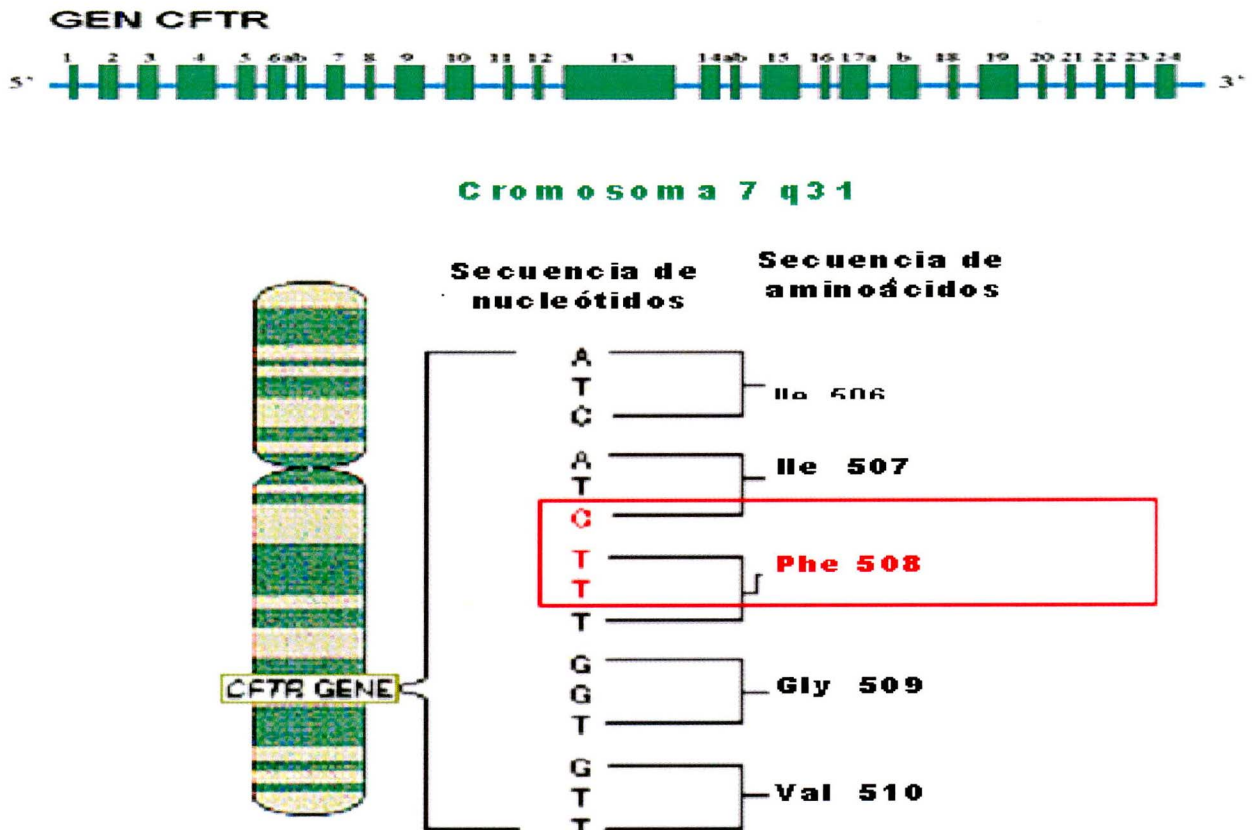 GEN CFTR
1 2 3 4 5 6a b 7 8 9 10 11 12 13 14a b 15 16 17a b 18 19 20 21 22 23 24
5' 3'
Cromosoma 7 q31
Secuencia de
nucleótidos
Secuencia de
aminoácidos
A
T
C
Ile 506
A
T
C
Ile 507
T
T
T
Phe 508
G
G
T
Gly 509
CFTR GENE
G
T
T
Val 510